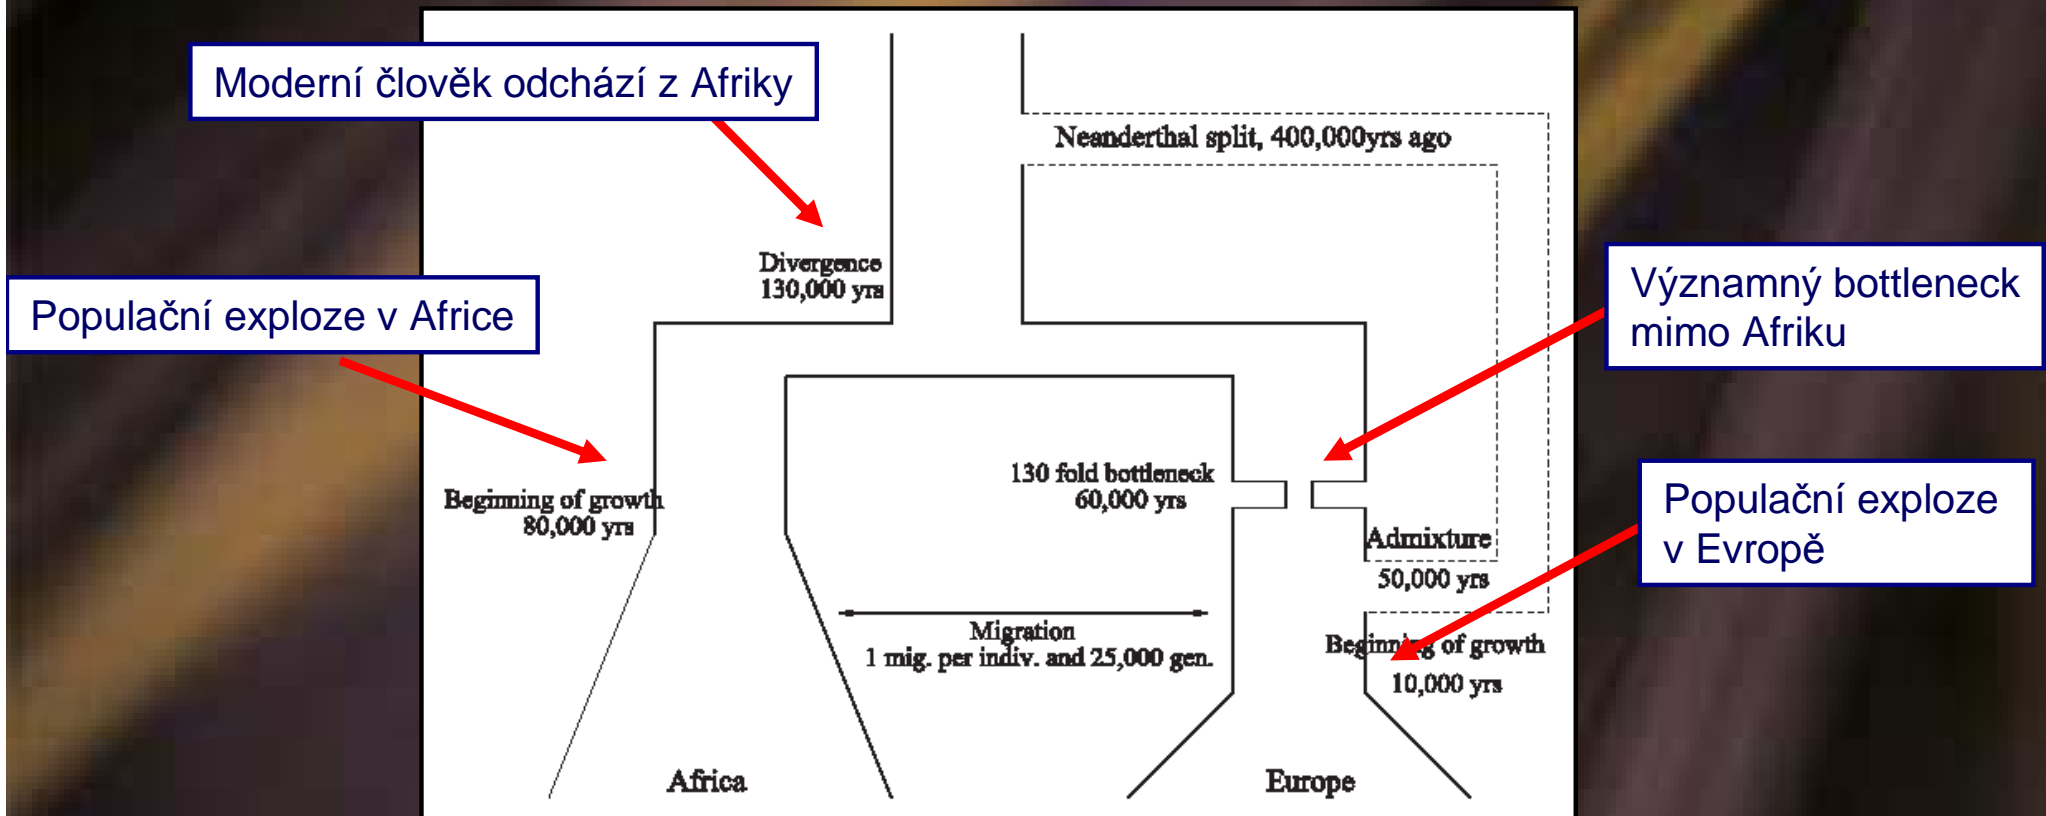 Moderní člověk odchází z Afriky
Neanderthal split, 400,000yrs ago
Divergence
130,000 yrs
Populační exploze v Africe
Významný bottleneck
mimo Afriku
130 fold bottleneck
60,000 yrs
Beginning of growth
80,000 yrs
Populační exploze
v Evropě
Admixture
50,000 yrs
Migration
1 mig. per indiv. and 25,000 gen.
Beginning of growth
10,000 yrs
Africa
Europe